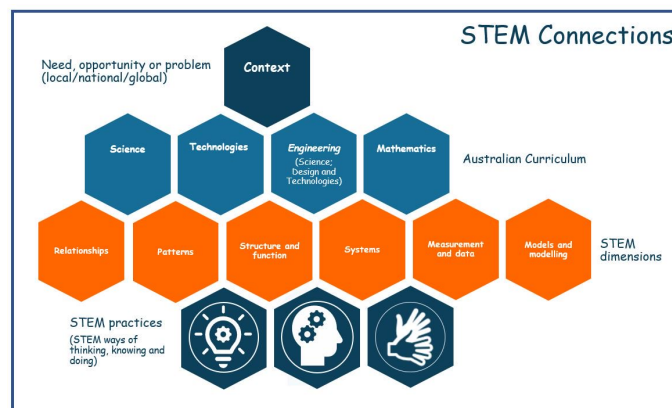 STEM Connections
Need, opportunity or problem
(local/national/global)
Context
Science
Technologies
Engineering
(Science;
Design and
Technologies)
Mathematics
Australian Curriculum
Relationships
Patterns
Structure and
function
Systems
Measurement
and data
Models and
modelling
STEM
dimensions
STEM practices
(STEM ways of
thinking, knowing and
doing)